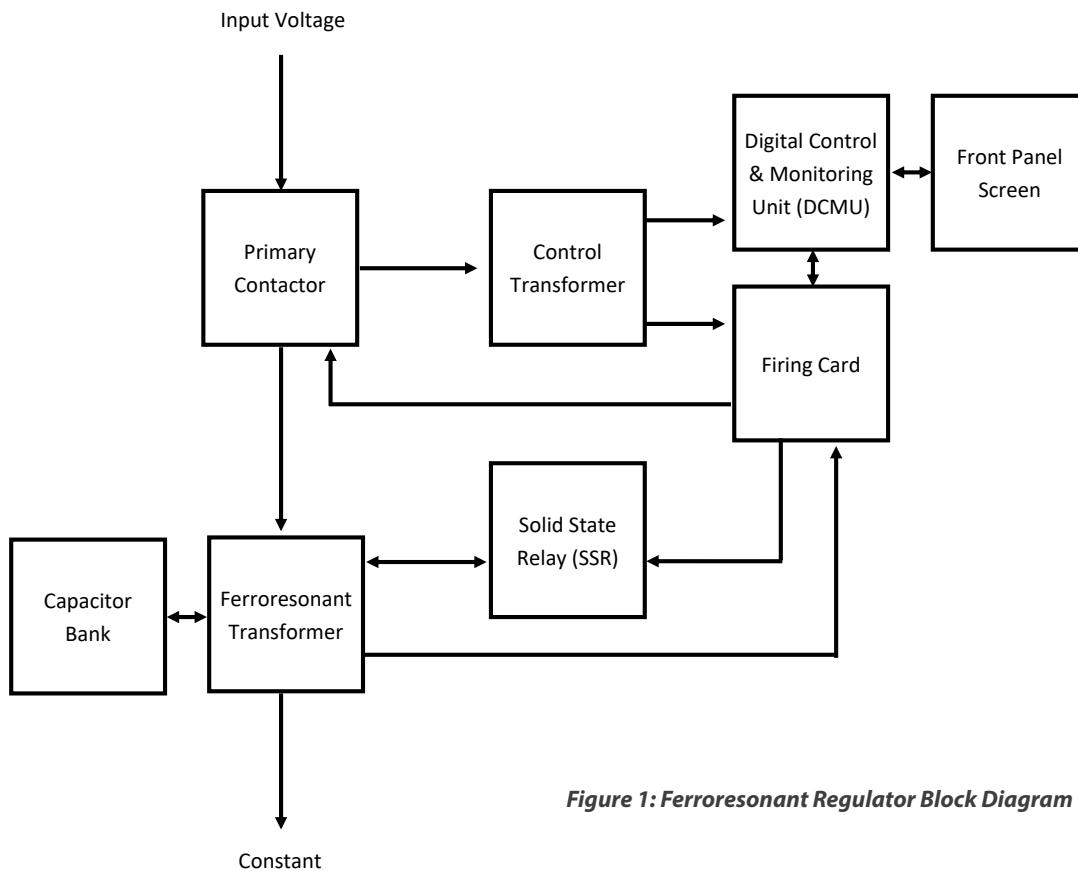 Input Voltage
Digital Control
& Monitoring
Unit (DCMU)
Front Panel
Screen
Primary
Contactor
Control
Transformer
Firing Card
Solid State
Relay (SSR)
Capacitor
Bank
Ferroresonant
Transformer
Figure 1: Ferroresonant Regulator Block Diagram
Constant